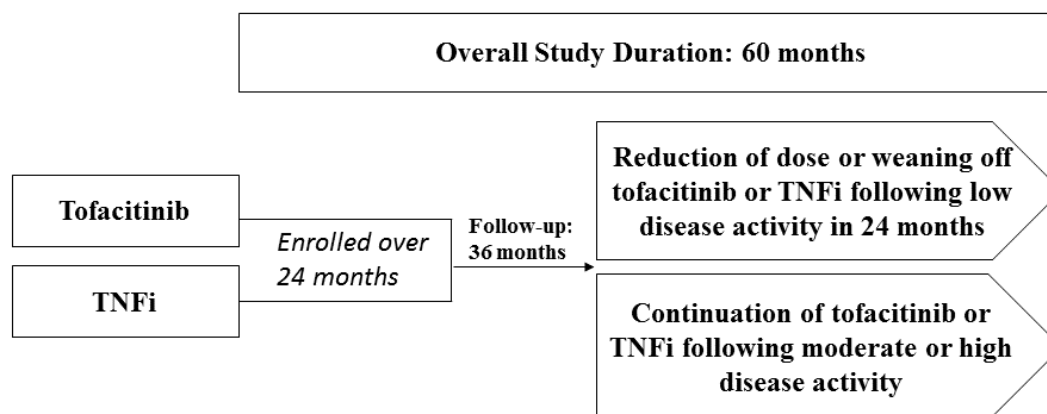 Overall Study Duration: 60 months
Reduction of dose or weaning off
tofacitinib or TNFi following low
disease activity in 24 months
Tofacitinib
TNFi
Enrolled over
24 months
Follow-up:
36 months
Continuation of tofacitinib or
TNFi following moderate or high
disease activity